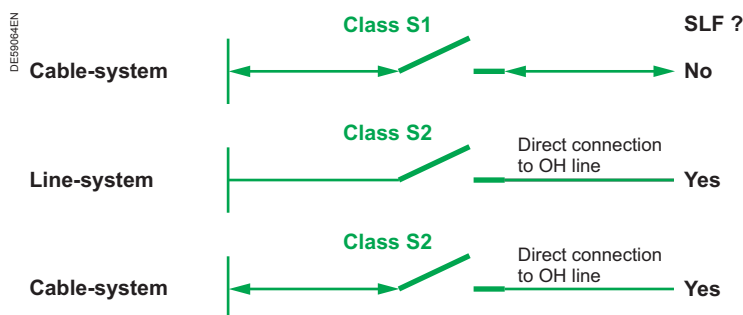 DE59064EN
Class S1
SLF ?
Cable-system
No
Class S2
Direct connection
to OH line
Line-system
Yes
Class S2
Direct connection
to OH line
Cable-system
Yes